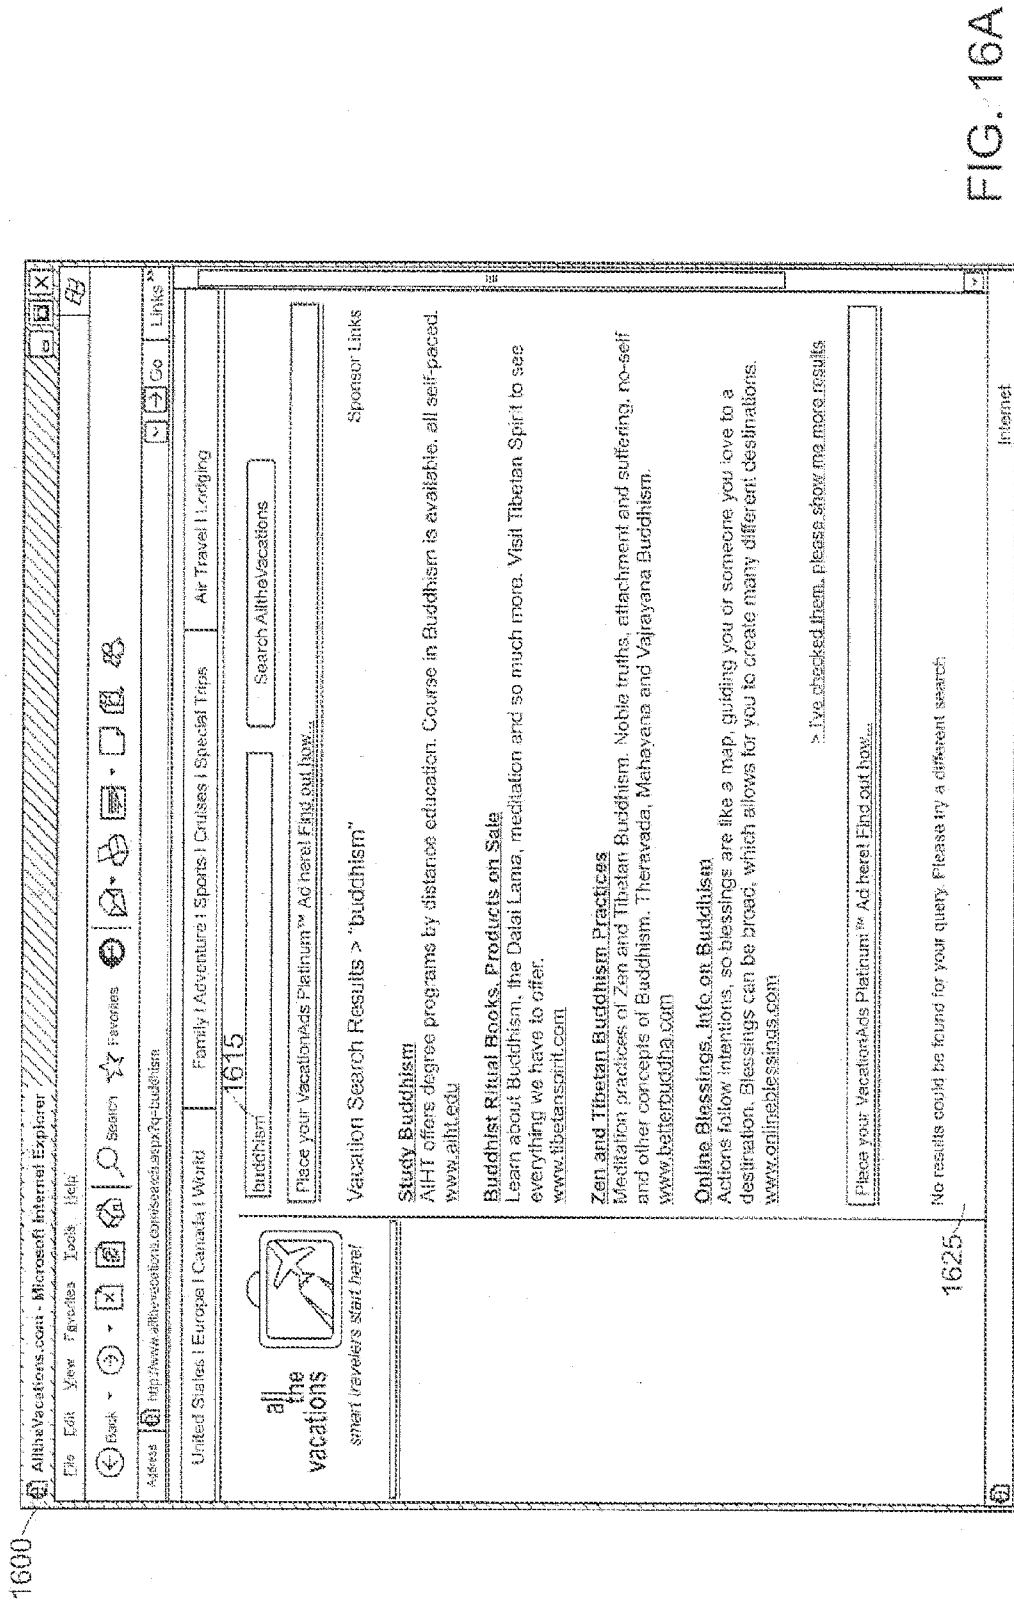 1600
AlltheVacations.com - Microsoft Internet Explorer
File Edit View Favorites Tools Help
Back Search Favorites
Address Go Links »
United States | Europe | Canada | World Family | Adventure | Sports | Cruises | Special Trips Air Travel | Lodging
1615
all
the
vacations
smart travelers start here!
buddhism Search AlltheVacations
Place your VacationAds Platinum™ Ad here! Find out how...
Vacation Search Results > "buddhism" Sponsor Links
Study Buddhism
AIHT offers degree programs by distance education. Course in Buddhism is available, all self-paced.
www.aiht.edu
Buddhist Ritual Books, Products on Sale
Learn about Buddhism, the Dalai Lama, meditation and so much more. Visit Tibetan Spirit to see
everything we have to offer.
www.tibetanspirit.com
Zen and Tibetan Buddhism Practices
Meditation practices of Zen and Tibetan Buddhism. Noble truths, attachment and suffering, no-self
and other concepts of Buddhism. Theravada, Mahayana and Vajrayana Buddhism.
www.betterbuddha.com
Online Blessings, Info on Buddhism
Actions follow intentions, so blessings are like a map, guiding you or someone you love to a
destination. Blessings can be broad, which allows for you to create many different destinations.
www.onlineblessings.com
> I've checked them, please show me more results
Place your VacationAds Platinum™ Ad here! Find out how...
No results could be found for your query. Please try a different search
1625
Internet
FIG. 16A